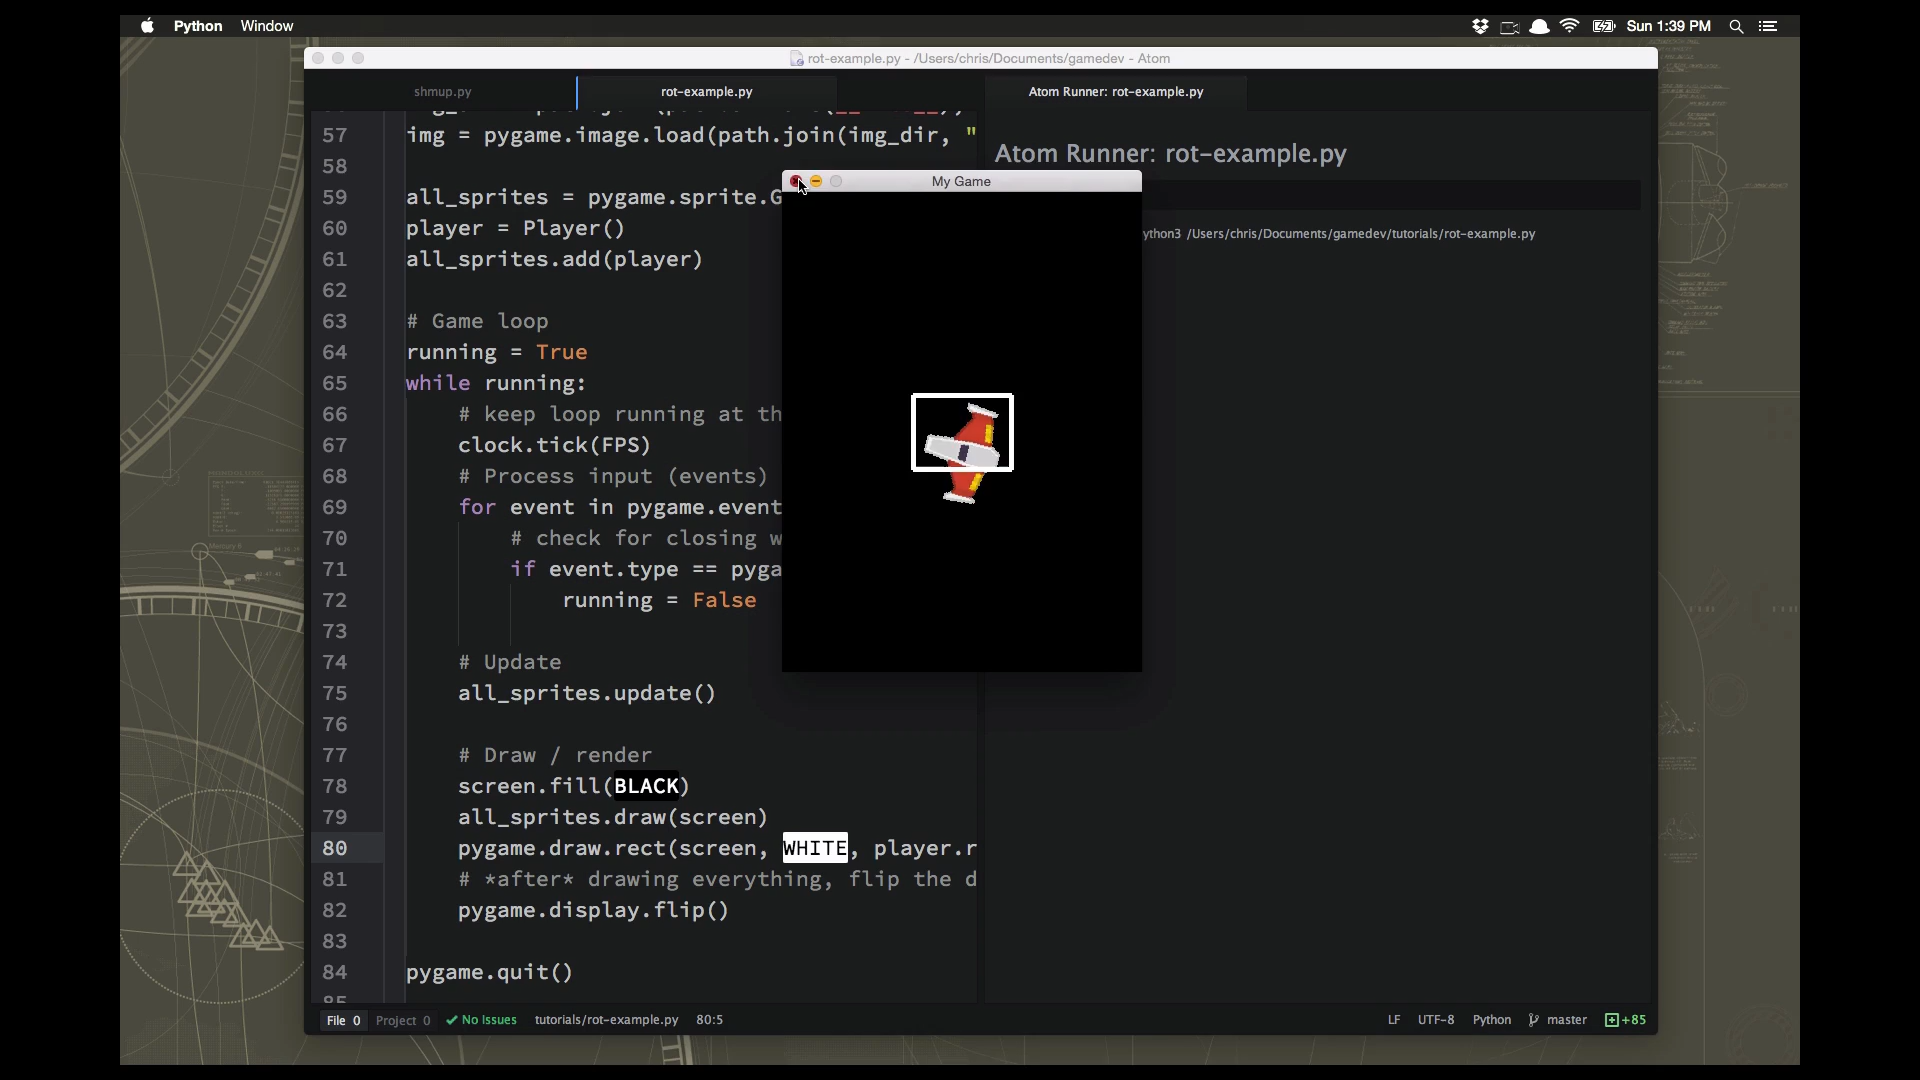 Python Window
Sun 1:39 PM
rot-example.py - /Users/chris/Documents/gamedev - Atom
shmup.py
rot-example.py
Atom Runner: rot-example.py
57 img = pygame.image.load(path.join(img_dir, "
58
59 all_sprites = pygame.sprite.G
60 player = Player()
61 all_sprites.add(player)
62
63 # Game loop
64 running = True
65 while running:
66 # keep loop running at th
67 clock.tick(FPS)
68 # Process input (events)
69 for event in pygame.event
70 # check for closing w
71 if event.type == pyga
72 running = False
73
74 # Update
75 all_sprites.update()
76
77 # Draw / render
78 screen.fill(BLACK)
79 all_sprites.draw(screen)
80 pygame.draw.rect(screen, WHITE, player.r
81 # *after* drawing everything, flip the d
82 pygame.display.flip()
83
84 pygame.quit()
85
Atom Runner: rot-example.py
ython3 /Users/chris/Documents/gamedev/tutorials/rot-example.py
My Game
File 0 Project 0 No Issues tutorials/rot-example.py 80:5
LF UTF-8 Python master +85